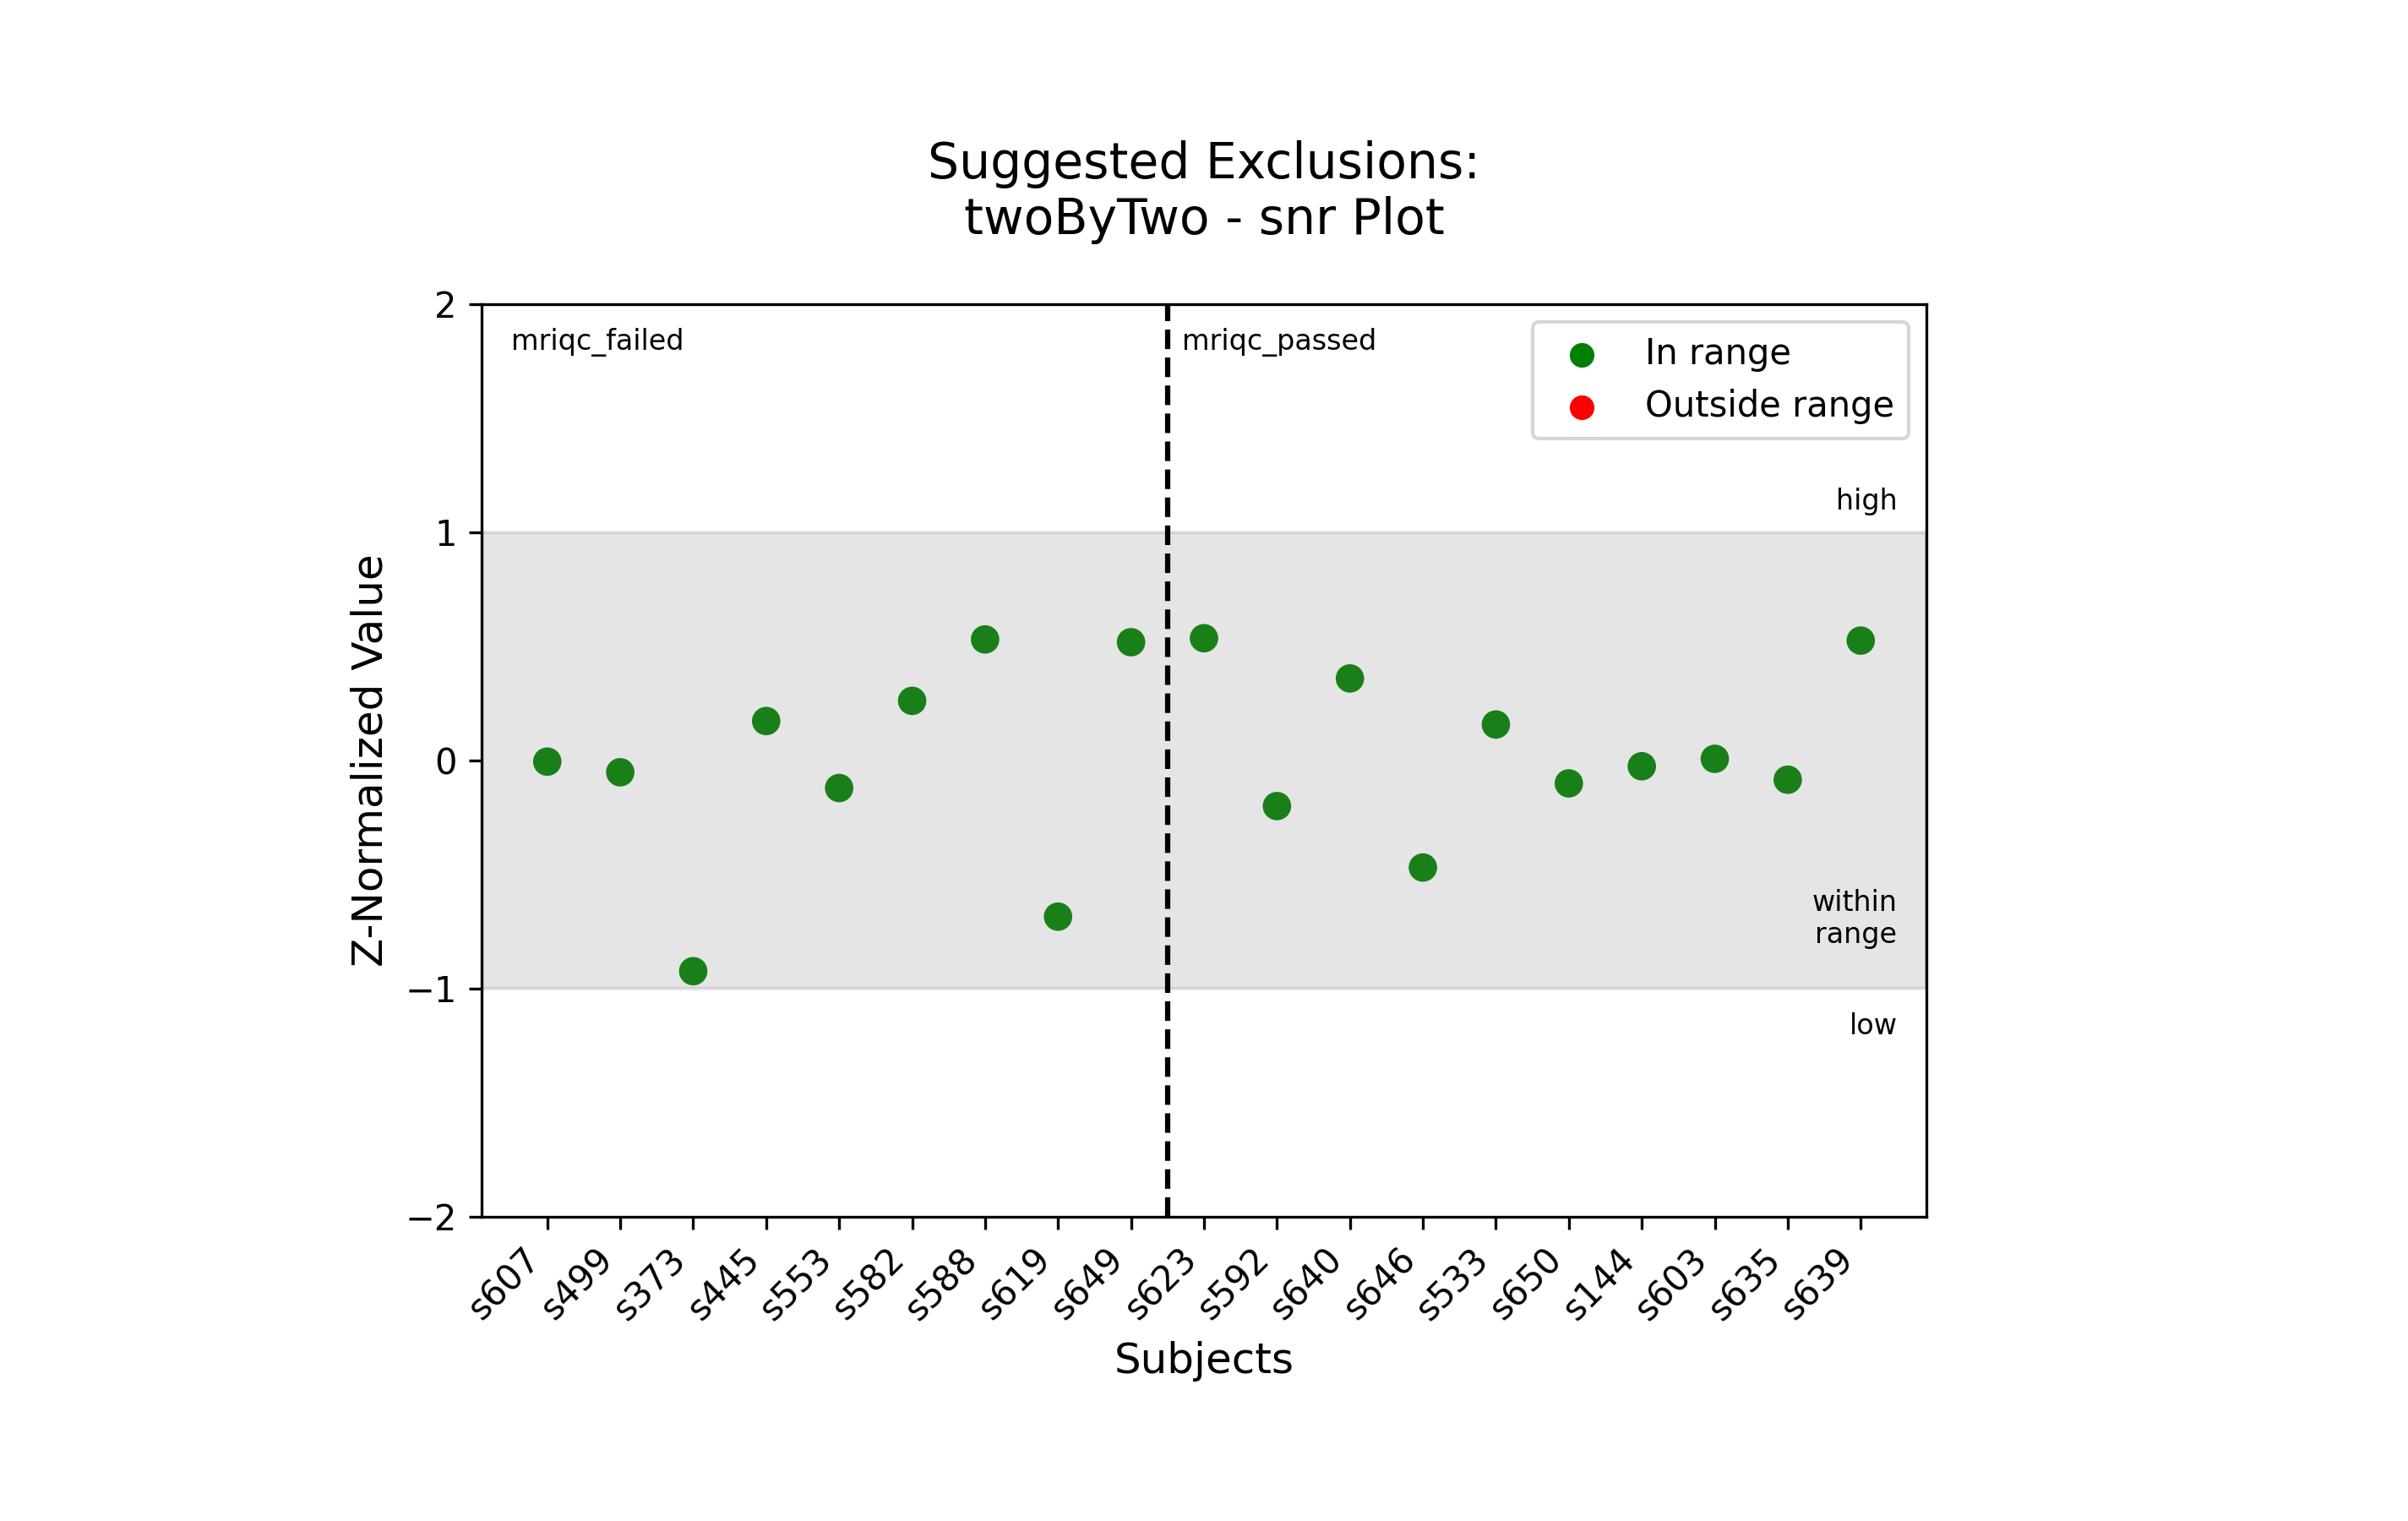 Suggested Exclusions:
twoByTwo - snr Plot
mriqc_failed
mriqc_passed
In range
Outside range
high
within
range
low
2
1
0
−1
−2
Z-Normalized Value
s607
s499
s373
s445
s553
s582
s588
s619
s649
s623
s592
s640
s646
s533
s650
s144
s603
s635
s639
Subjects